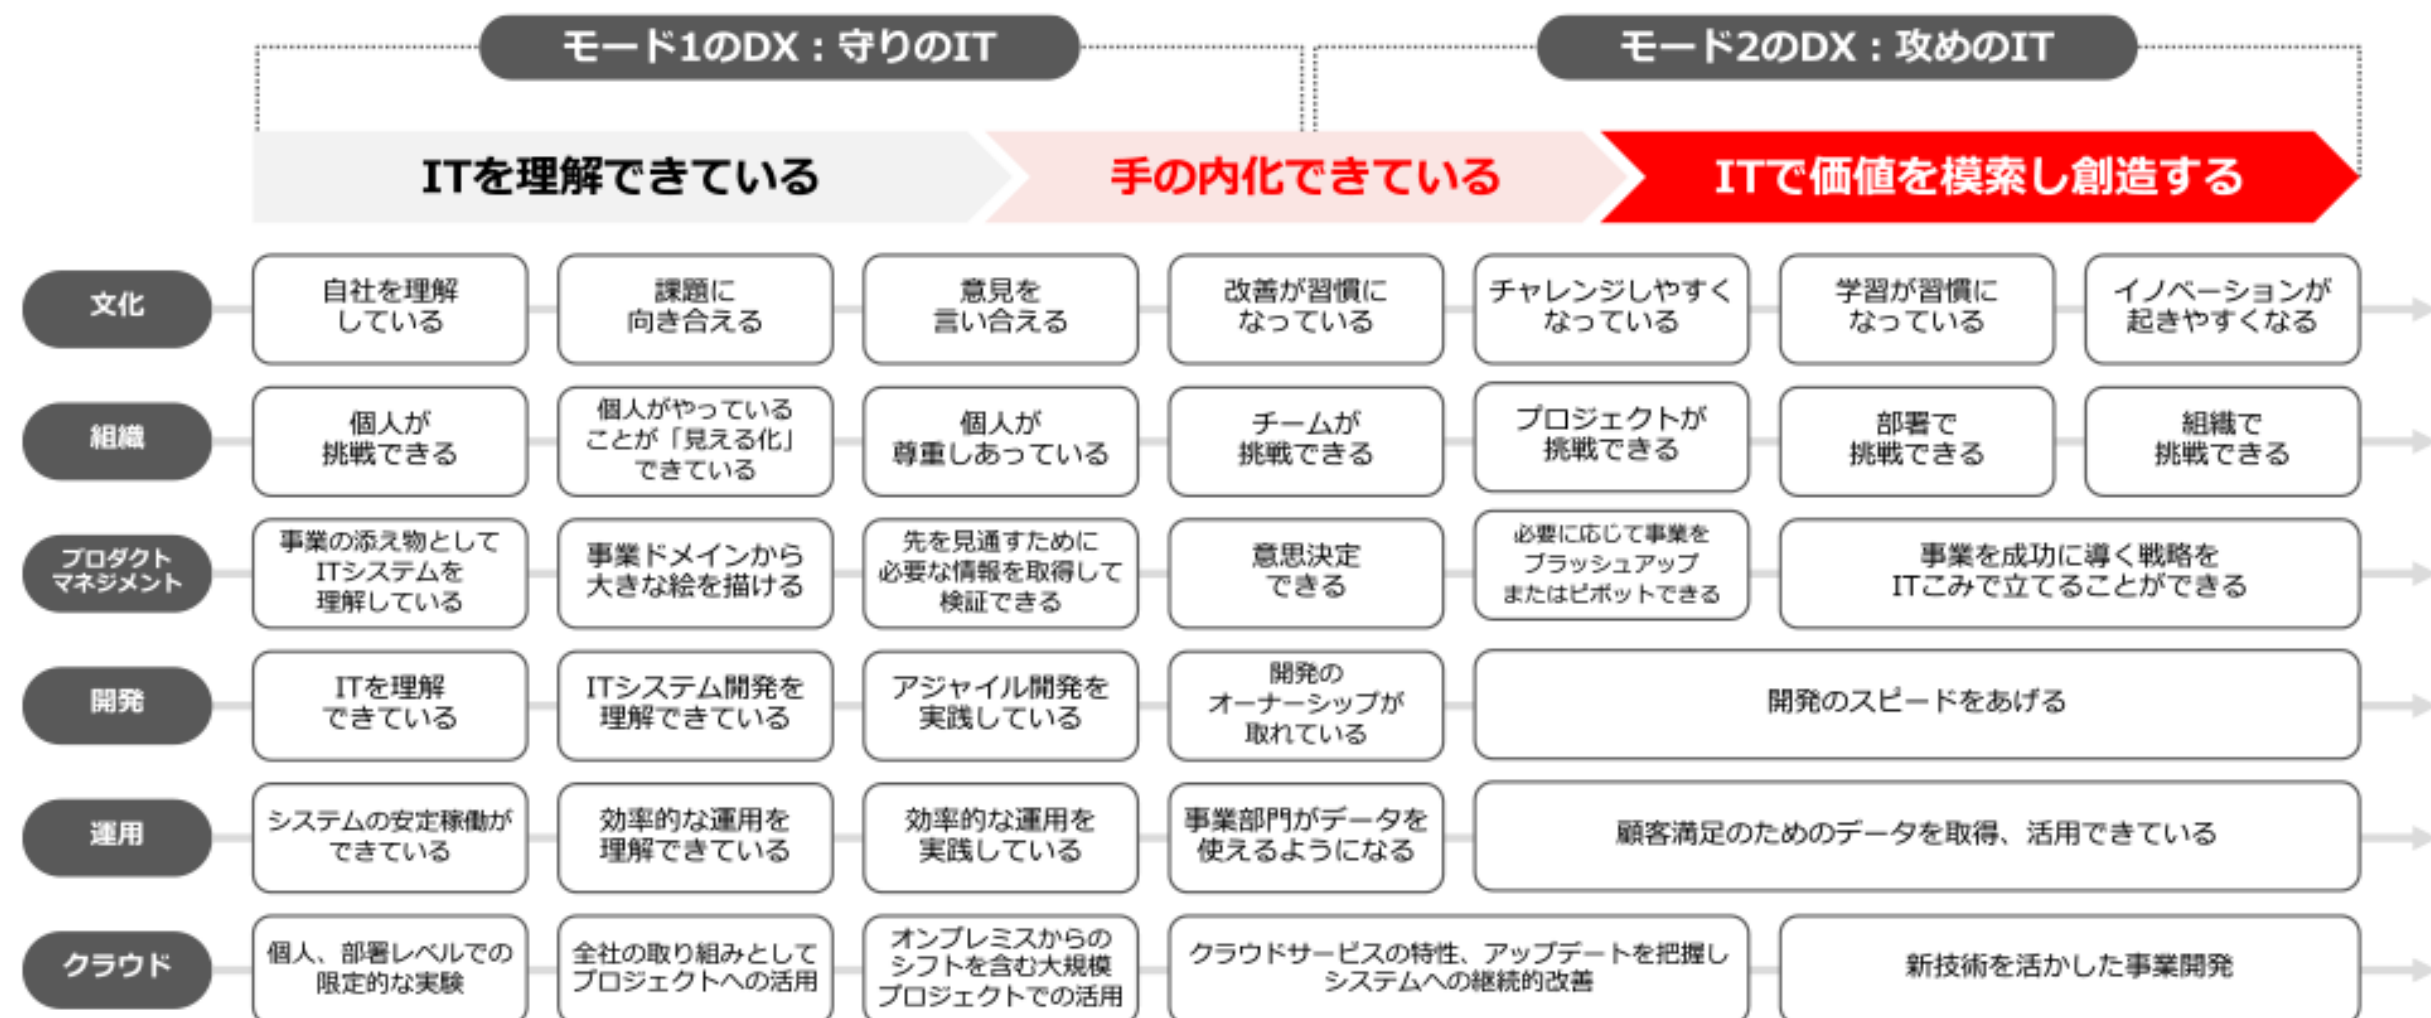 モード1のDX：守りのIT
モード2のDX：攻めのIT
ITを理解できている
手の内化できている
ITで価値を模索し創造する
文化
自社を理解
している
課題に
向き合える
意見を
言い合える
改善が習慣に
なっている
チャレンジしやすく
なっている
学習が習慣に
なっている
イノベーションが
起きやすくなる
組織
個人が
挑戦できる
個人がやっている
ことが「見える化」
できている
個人が
尊重しあっている
チームが
挑戦できる
プロジェクトが
挑戦できる
部署で
挑戦できる
組織で
挑戦できる
プロダクト
マネジメント
事業の添え物として
ITシステムを
理解している
事業ドメインから
大きな絵を描ける
先を見通すために
必要な情報を取得して
検証できる
意思決定
できる
必要に応じて事業を
ブラッシュアップ
またはピボットできる
事業を成功に導く戦略を
ITこみで立てることができる
開発
ITを理解
できている
ITシステム開発を
理解できている
アジャイル開発を
実践している
開発の
オーナーシップが
取れている
開発のスピードをあげる
運用
システムの安定稼働が
できている
効率的な運用を
理解できている
効率的な運用を
実践している
事業部門がデータを
使えるようになる
顧客満足のためのデータを取得、活用できている
クラウド
個人、部署レベルでの
限定的な実験
全社の取り組みとして
プロジェクトへの活用
オンプレミスからの
シフトを含む大規模
プロジェクトでの活用
クラウドサービスの特性、アップデートを把握し
システムへの継続的改善
新技術を活かした事業開発